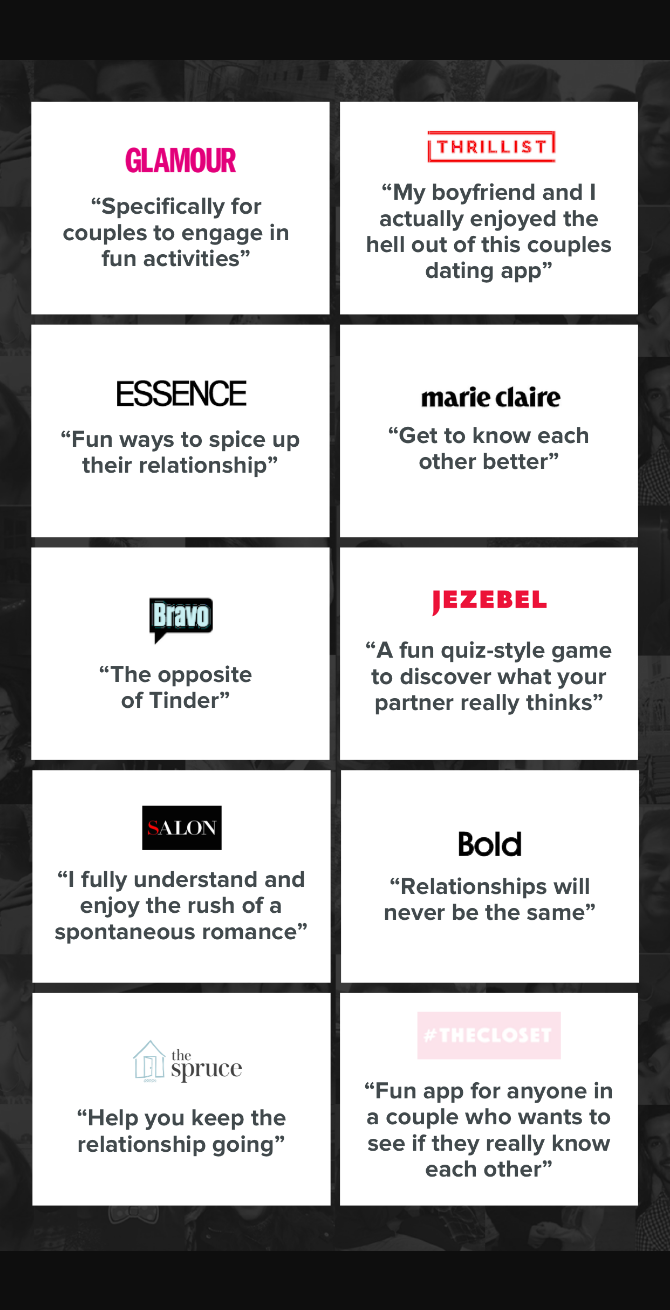 GLAMOUR
“Specifically for
couples to engage in
fun activities”
THRILLIST
“My boyfriend and I
actually enjoyed the
hell out of this couples
dating app”
ESSENCE
“Fun ways to spice up
their relationship”
marie claire
“Get to know each
other better”
Bravo
“The opposite
of Tinder”
JEZEBEL
“A fun quiz-style game
to discover what your
partner really thinks”
SALON
“I fully understand and
enjoy the rush of a
spontaneous romance”
Bold
“Relationships will
never be the same”
the
spruce
“Help you keep the
relationship going”
#THECLOSET
“Fun app for anyone in
a couple who wants to
see if they really know
each other”